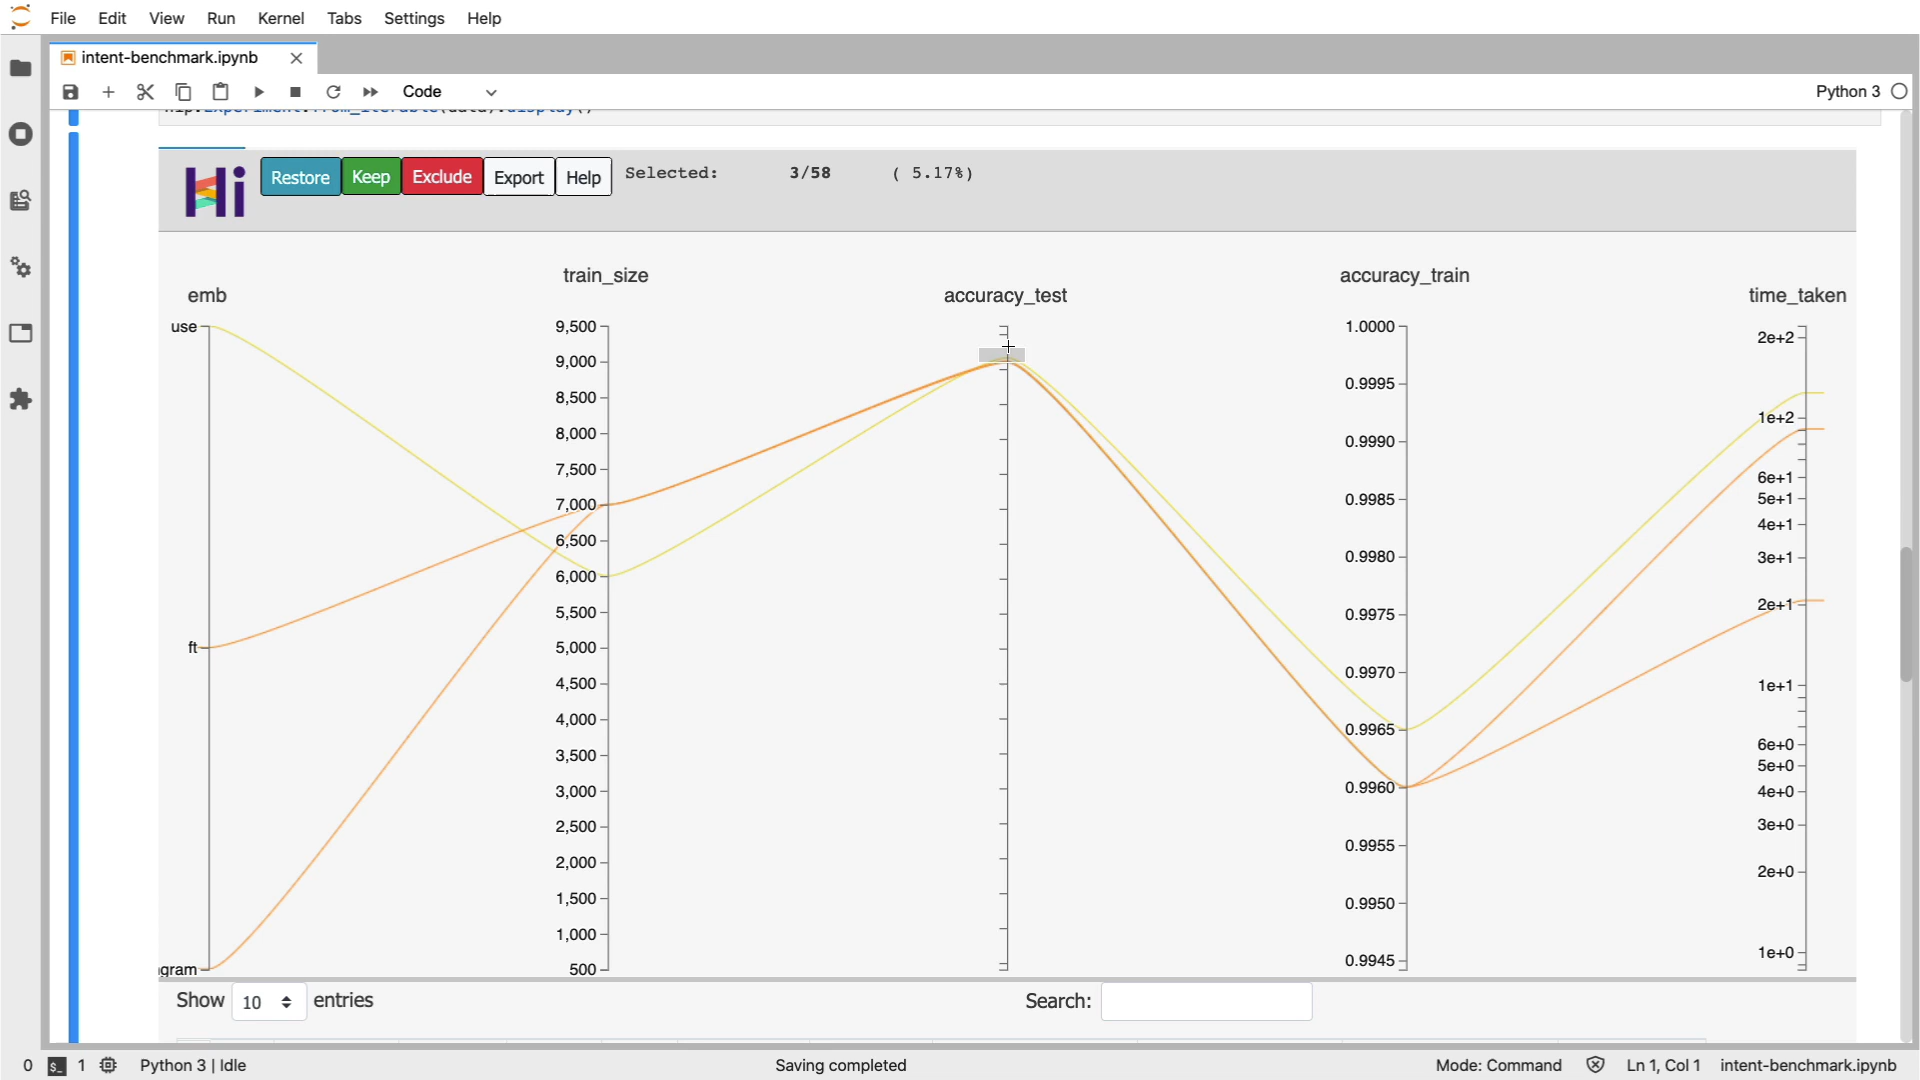 File Edit View Run Kernel Tabs Settings Help
intent-benchmark.ipynb
Code
Python 3
Hi
Restore Keep Exclude Export Help Selected: 3/58 ( 5.17%)
emb train_size accuracy_test accuracy_train time_taken
use
ft
gram
9,500
9,000
8,500
8,000
7,500
7,000
6,500
6,000
5,500
5,000
4,500
4,000
3,500
3,000
2,500
2,000
1,500
1,000
500
1.0000
0.9995
0.9990
0.9985
0.9980
0.9975
0.9970
0.9965
0.9960
0.9955
0.9950
0.9945
2e+2
1e+2
6e+1
5e+1
4e+1
3e+1
2e+1
1e+1
6e+0
5e+0
4e+0
3e+0
2e+0
1e+0
Show 10 entries Search:
0 $_ 1 Python 3 | Idle Saving completed Mode: Command Ln 1, Col 1 intent-benchmark.ipynb